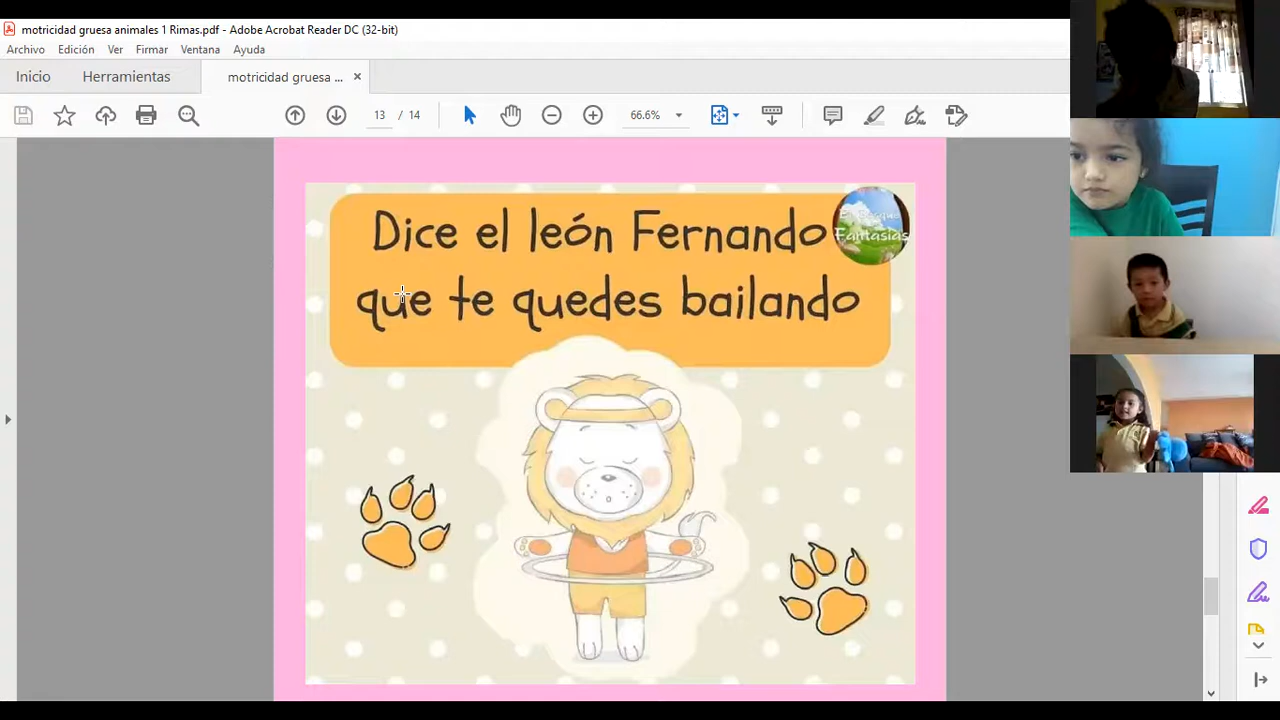 motricidad gruesa animales 1 Rimas.pdf - Adobe Acrobat Reader DC (32-bit)
Archivo Edición Ver Firmar Ventana Ayuda
Inicio Herramientas motricidad gruesa ... ×
13 / 14 66.6%
Dice el león Fernando
que te quedes bailando
Fantasías